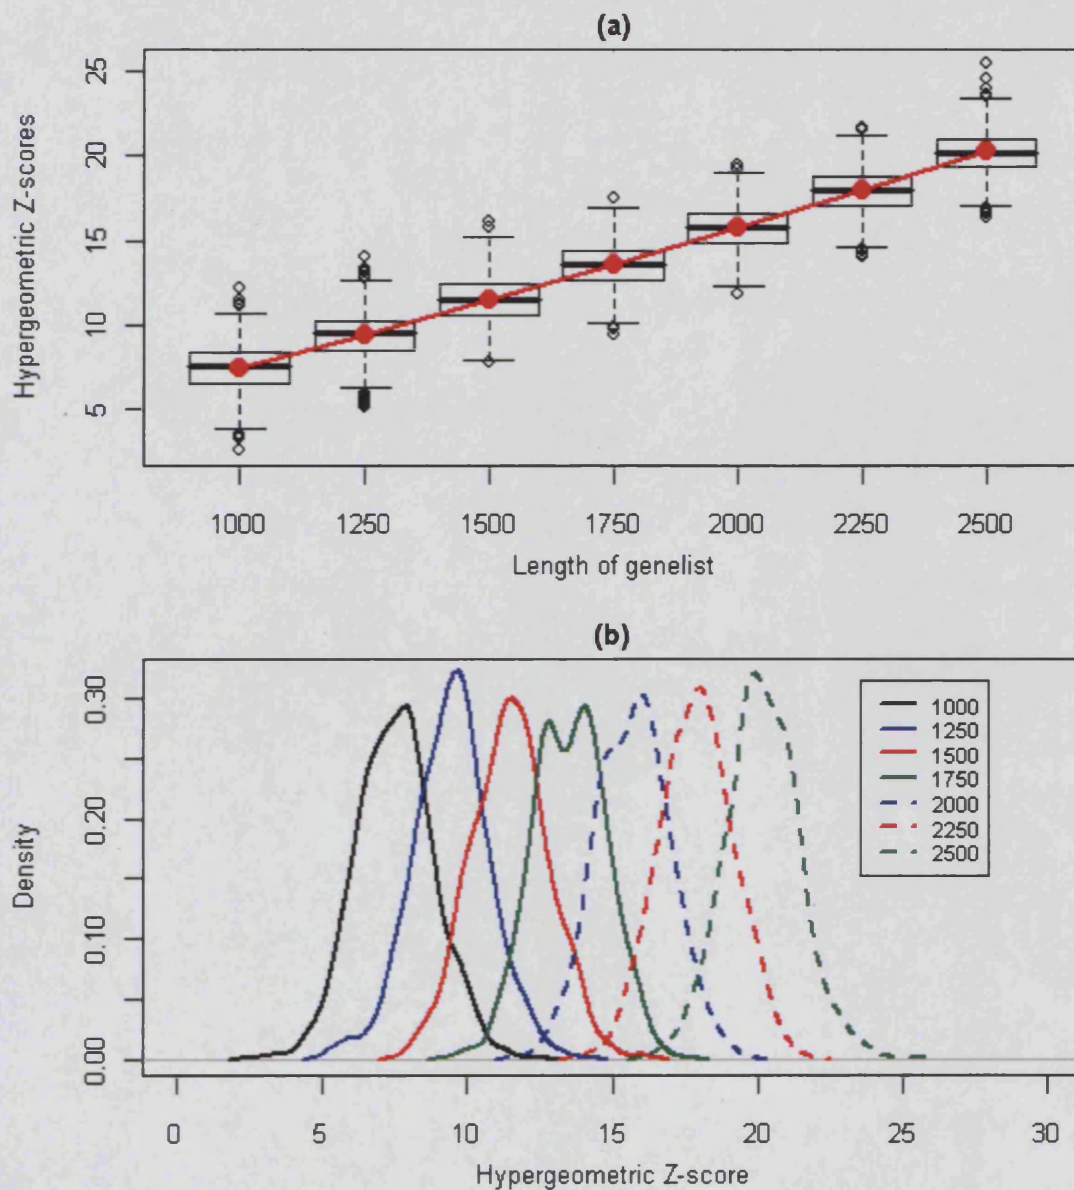 (a)
Hypergeometric Z-scores
25
20
15
10
5
1000 1250 1500 1750 2000 2250 2500
Length of genelist
(b)
Density
0.30
0.20
0.10
0.00
1000
1250
1500
1750
2000
2250
2500
0 5 10 15 20 25 30
Hypergeometric Z-score